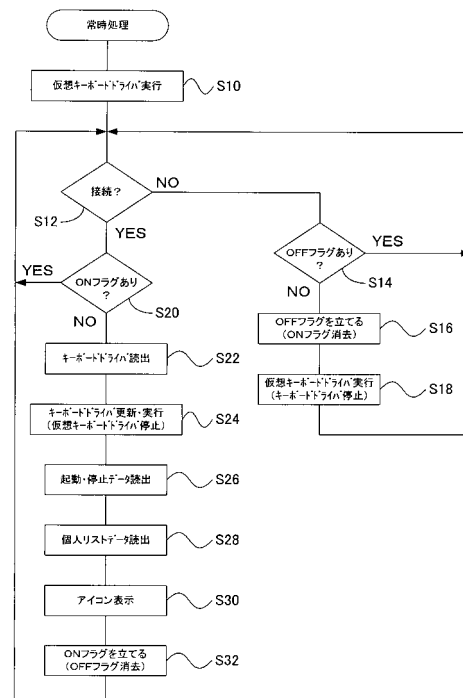 常時処理
仮想キーボードドライバ実行
S10
接続?
NO
S12
YES
OFFフラグあり
?
YES
S14
NO
YES
ONフラグあり
?
S20
NO
OFFフラグを立てる
(ONフラグ消去)
S16
キーボードドライバ読出
S22
仮想キーボードドライバ実行
(キーボードドライバ停止)
S18
キーボードドライバ更新・実行
(仮想キーボードドライバ停止)
S24
起動・停止データ読出
S26
個人リストデータ読出
S28
アイコン表示
S30
ONフラグを立てる
(OFFフラグ消去)
S32